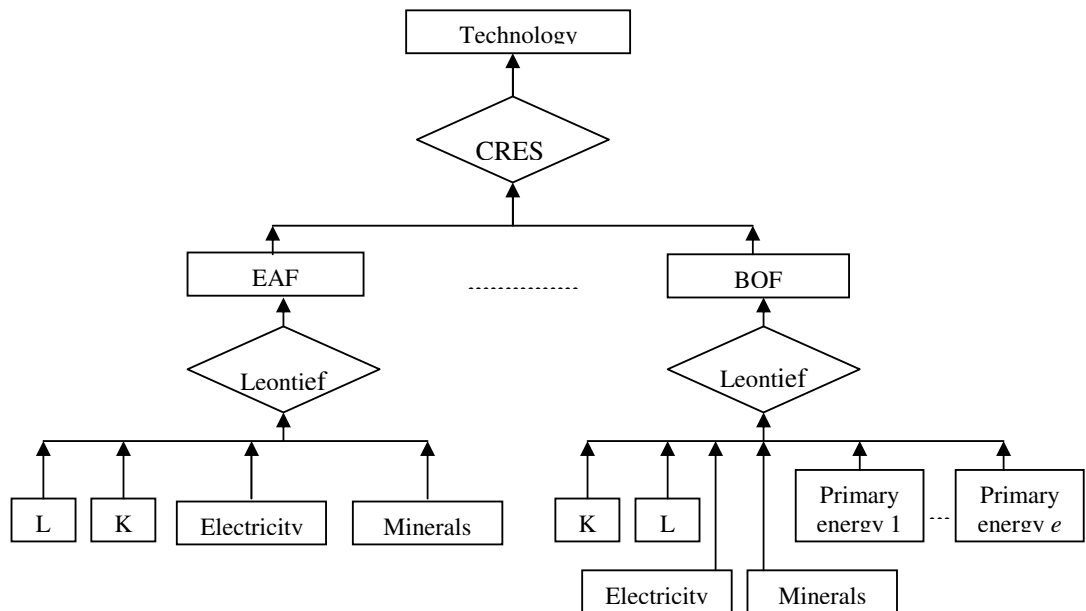 Technology
CRES
EAF
BOF
Leontief
Leontief
L
K
Electricity
Minerals
K
L
Primary
energy 1
...
Primary
energy e
Electricity
Minerals